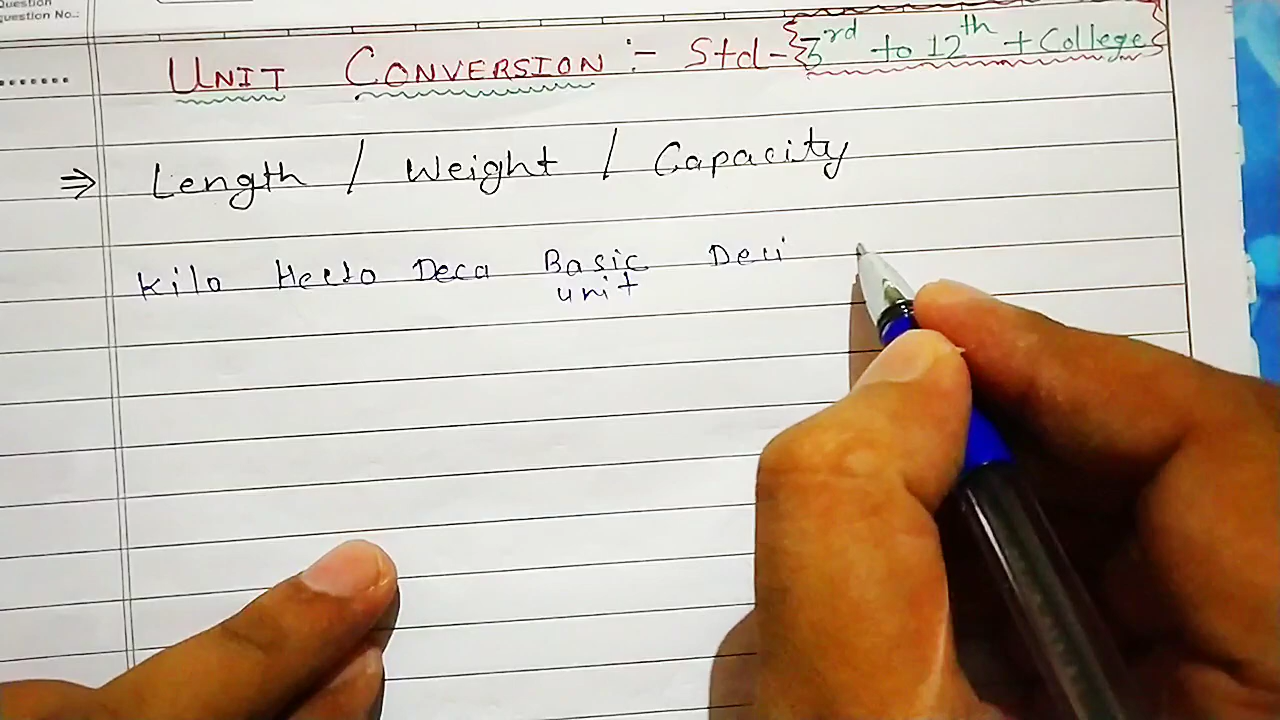 Question
Question No.:
UNIT CONVERSION :- Std-{3rd to 12th + College}
.......
⇒ Length / Weight / Capacity
Kilo Hecto Deca Basic unit Deci